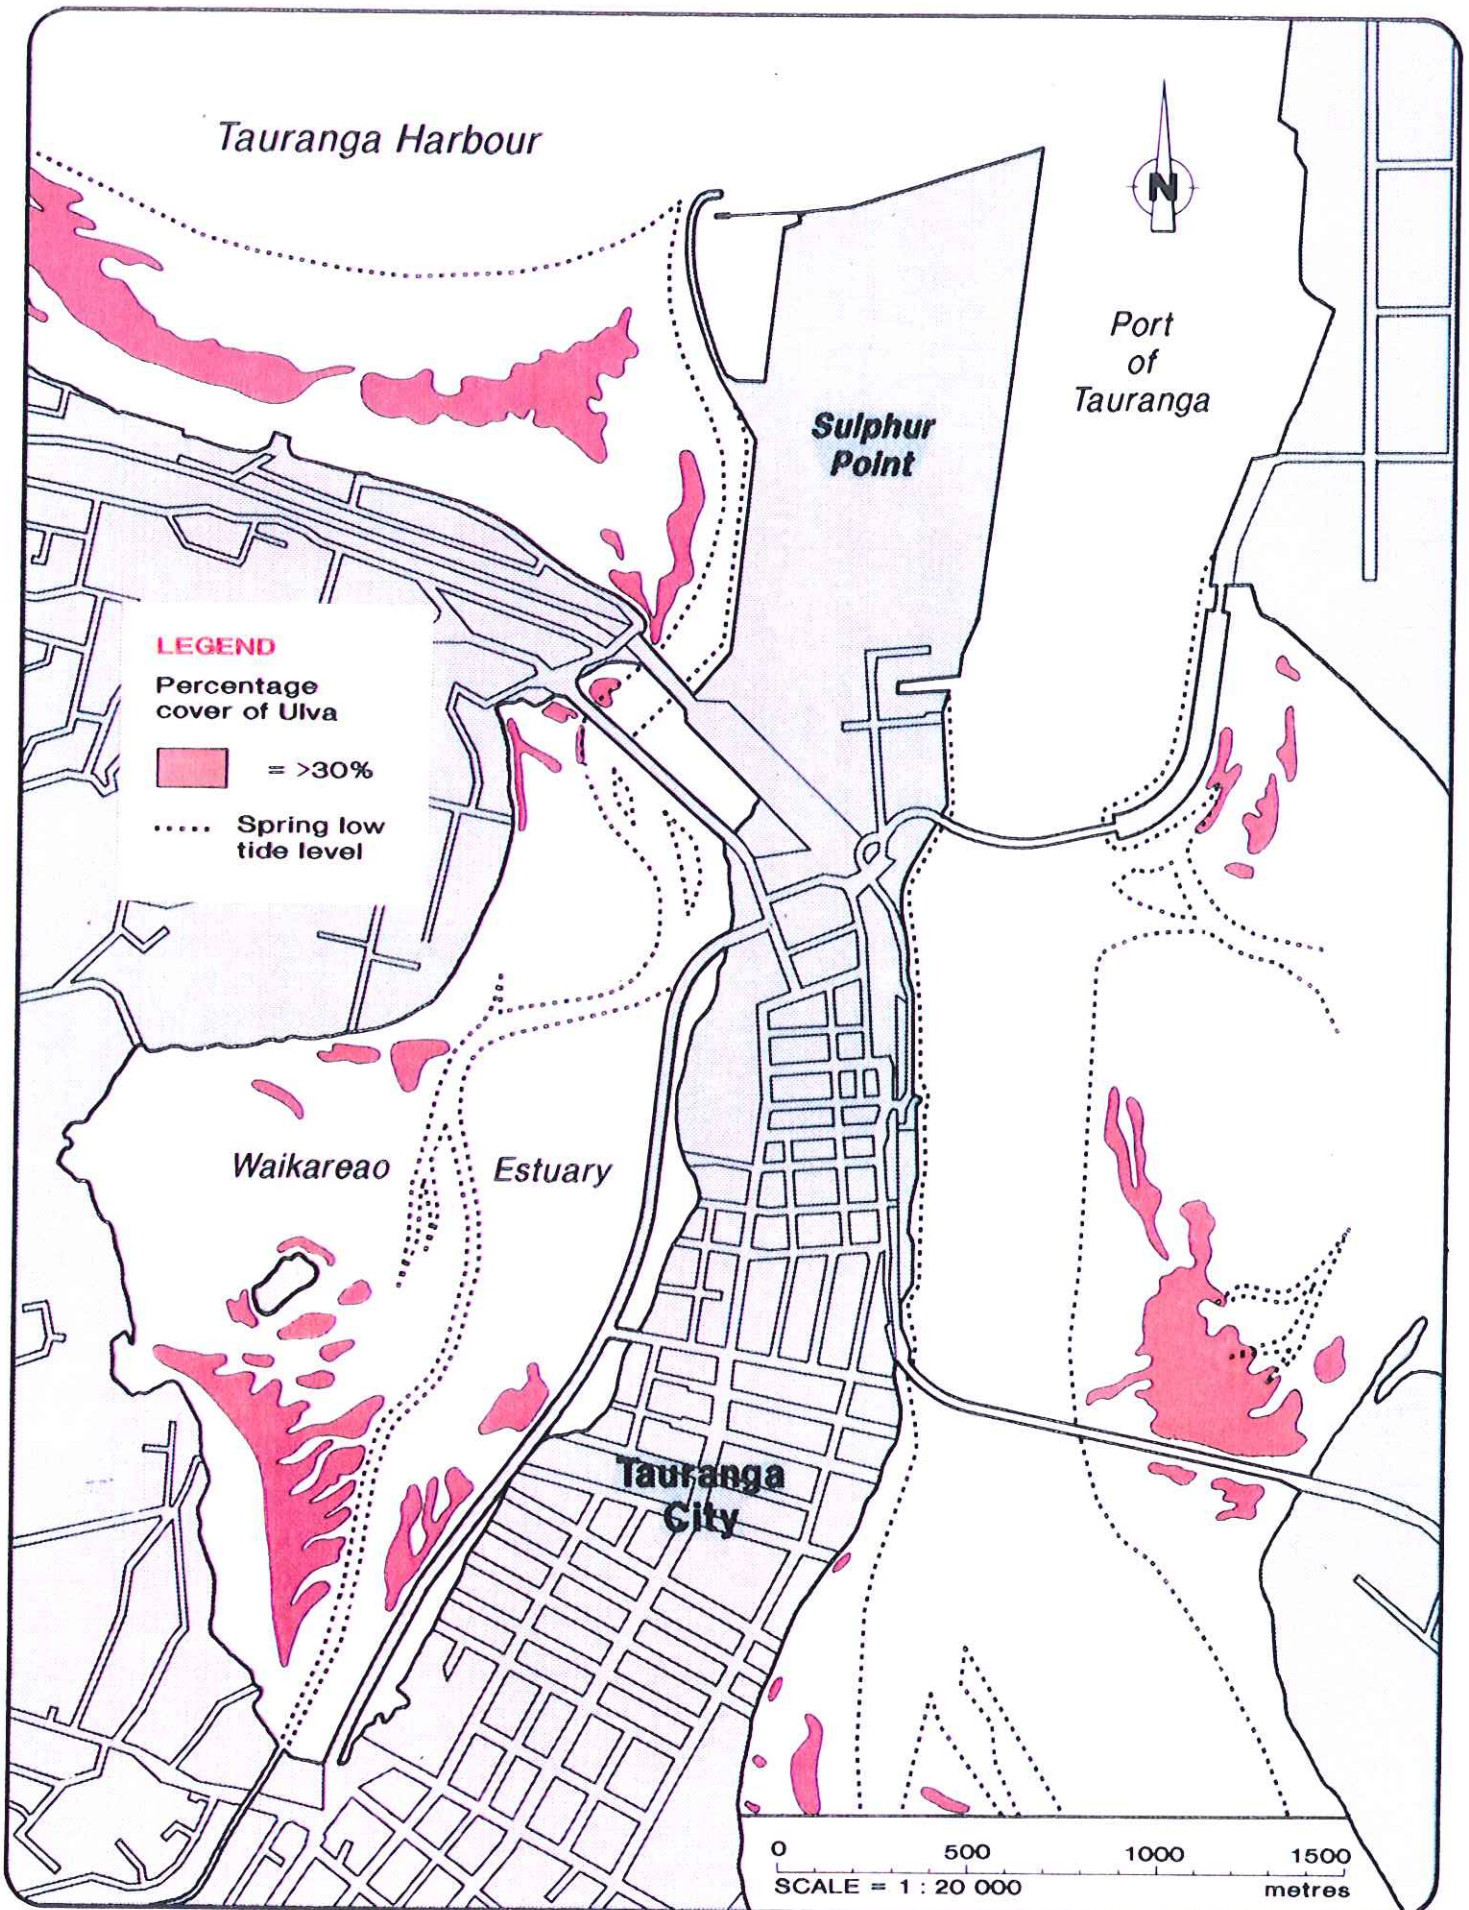 Tauranga Harbour
N
Port
of
Tauranga
Sulphur
Point
LEGEND
Percentage
cover of Ulva
= >30%
Spring low
tide level
Waikareao Estuary
Tauranga
City
0 500 1000 1500
SCALE = 1 : 20 000 metres